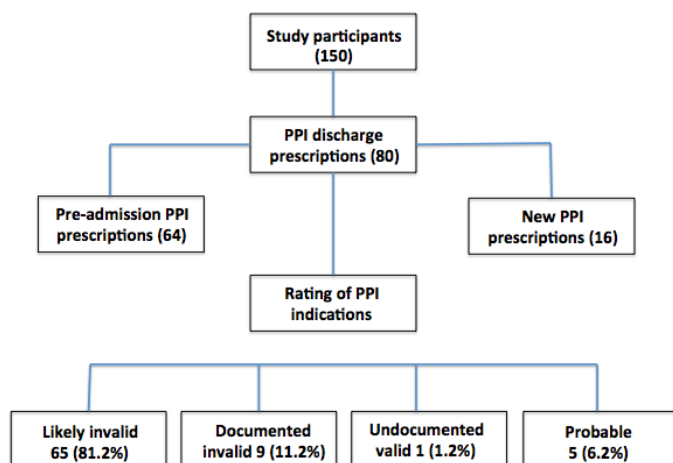 Study participants
(150)
PPI discharge
prescriptions (80)
Pre-admission PPI
prescriptions (64)
New PPI
prescriptions (16)
Rating of PPI
indications
Likely invalid
65 (81.2%)
Documented
invalid 9 (11.2%)
Undocumented
valid 1 (1.2%)
Probable
5 (6.2%)